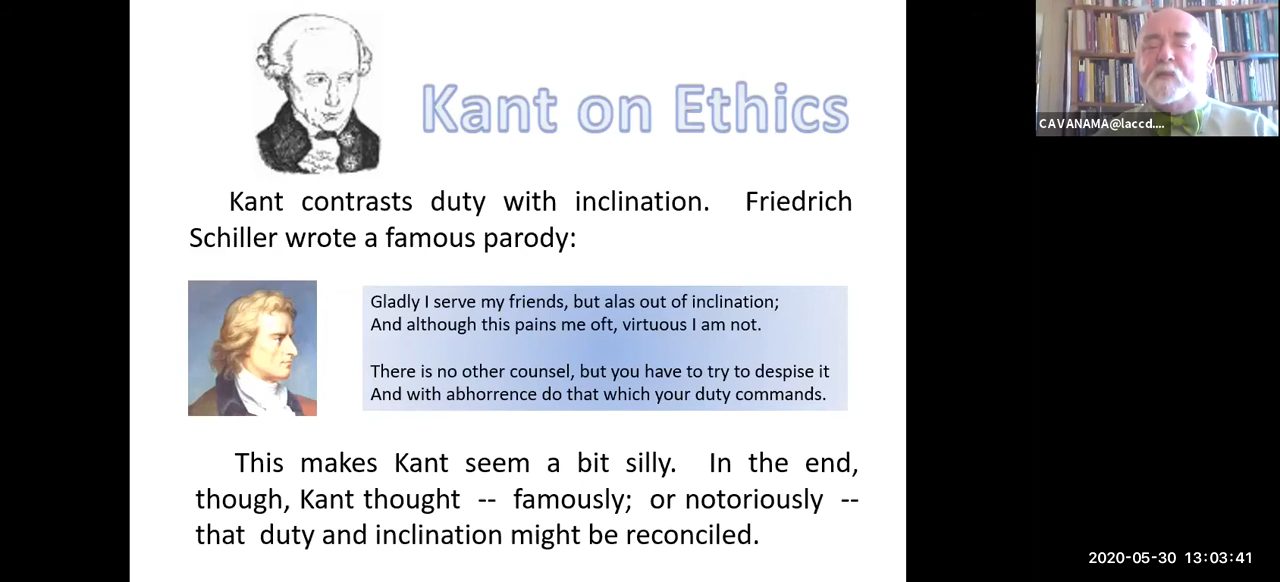 Kant on Ethics
CAVANAMA@laccd....
Kant contrasts duty with inclination. Friedrich
Schiller wrote a famous parody:
Gladly I serve my friends, but alas out of inclination;
And although this pains me oft, virtuous I am not.
There is no other counsel, but you have to try to despise it
And with abhorrence do that which your duty commands.
This makes Kant seem a bit silly. In the end,
though, Kant thought -- famously; or notoriously --
that duty and inclination might be reconciled.
2020-05-30 13:03:41